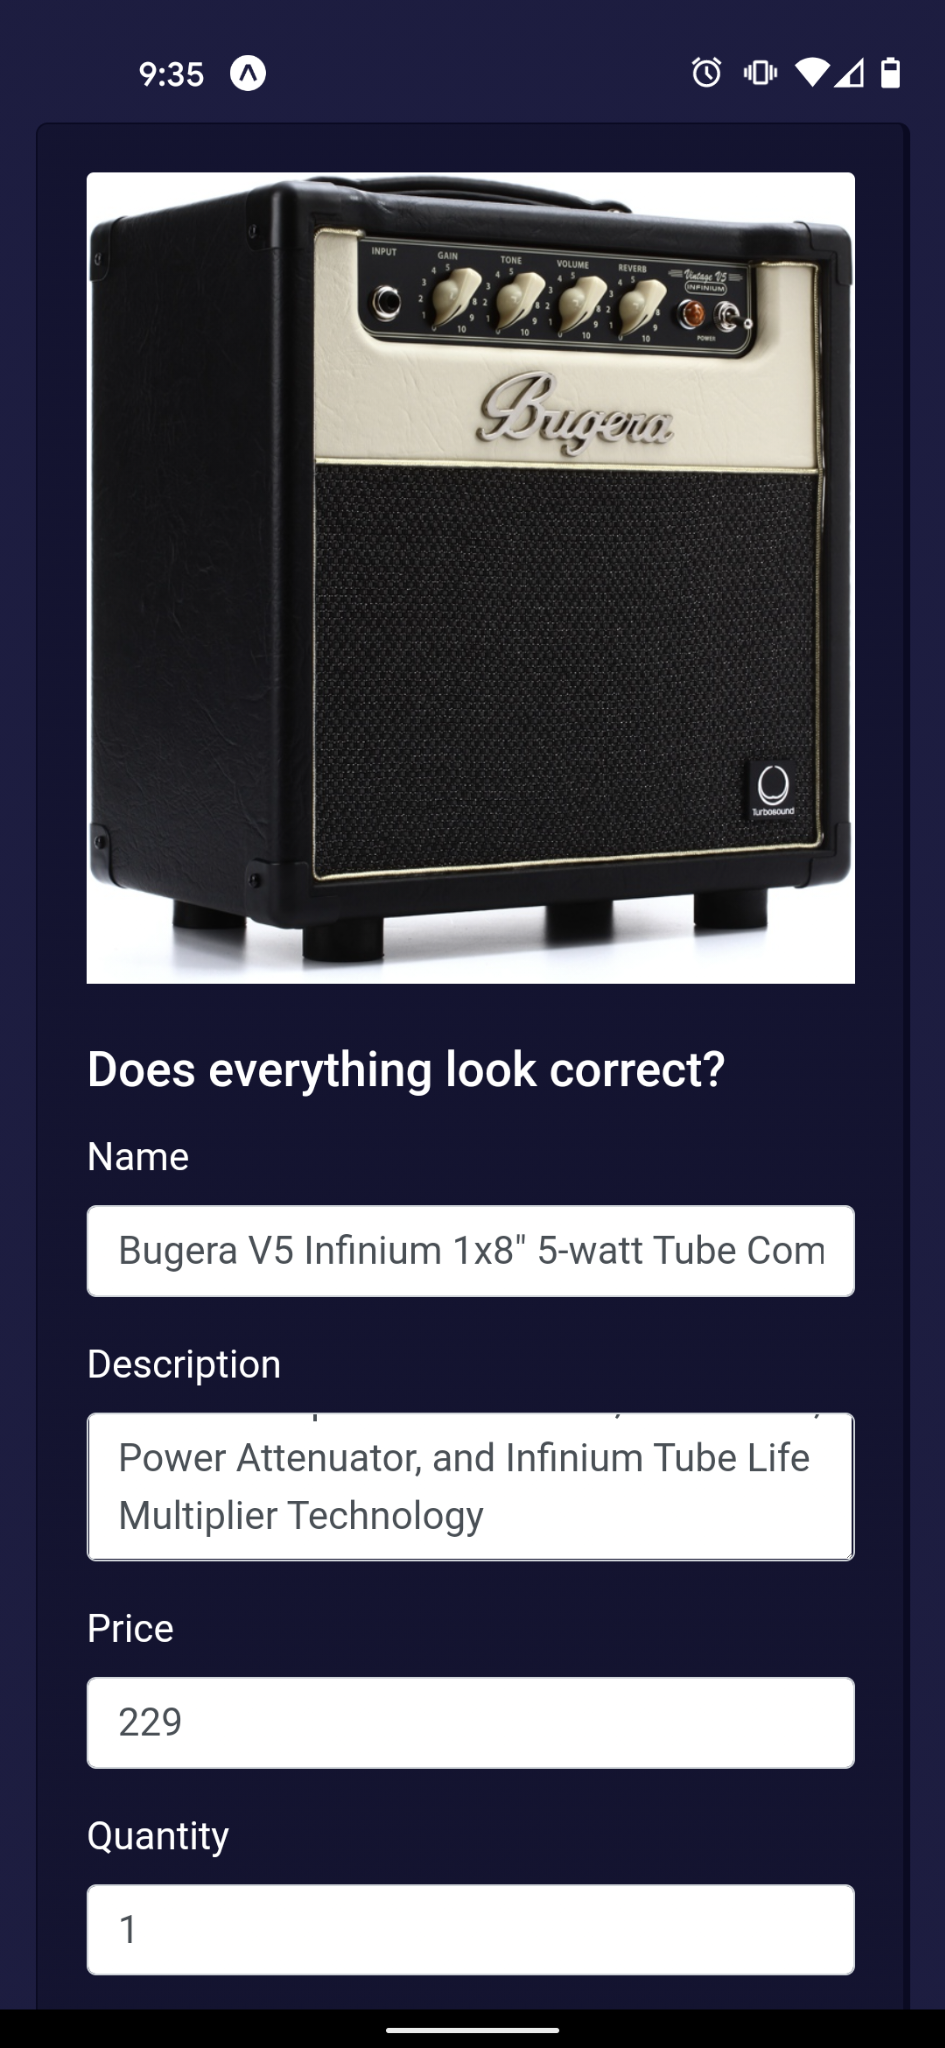 9:35
INPUT
GAIN
TONE
VOLUME
REVERB
Vintage V5
INFINIUM
POWER
Bugera
Turbosound
Does everything look correct?
Name
Bugera V5 Infinium 1x8" 5-watt Tube Com
Description
Power Attenuator, and Infinium Tube Life
Multiplier Technology
Price
229
Quantity
1